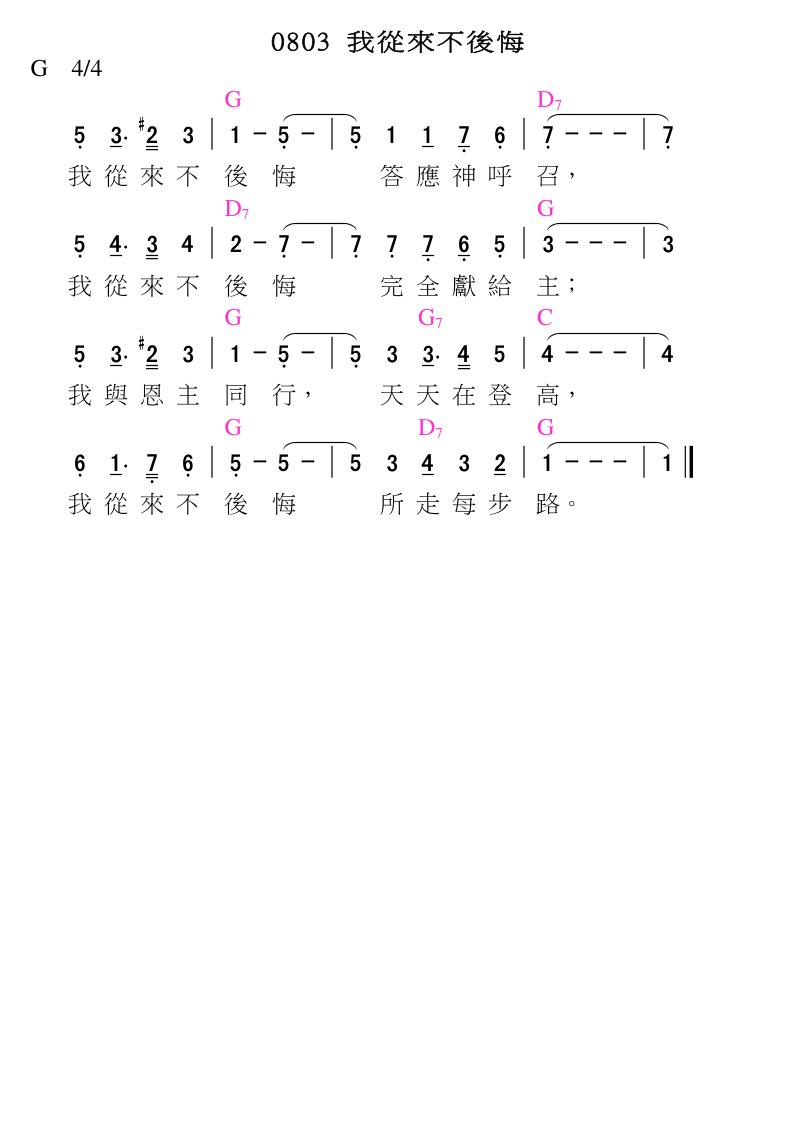 0803 我從來不後悔
G 4/4
G D7
5 3. #2 3 | 1 - 5 - | 5 1 1 7 6 | 7 - - - | 7
我從來不後悔 答應神呼召，
D7 G
5 4. 3 4 | 2 - 7 - | 7 7 7 6 5 | 3 - - - | 3
我從來不後悔 完全獻給主；
G G7 C
5 3. #2 3 | 1 - 5 - | 5 3 3. 4 5 | 4 - - - | 4
我與恩主同行， 天天在登高，
G D7 G
6 1. 7 6 | 5 - 5 - | 5 3 4 3 2 | 1 - - - | 1 ||
我從來不後悔 所走每步路。